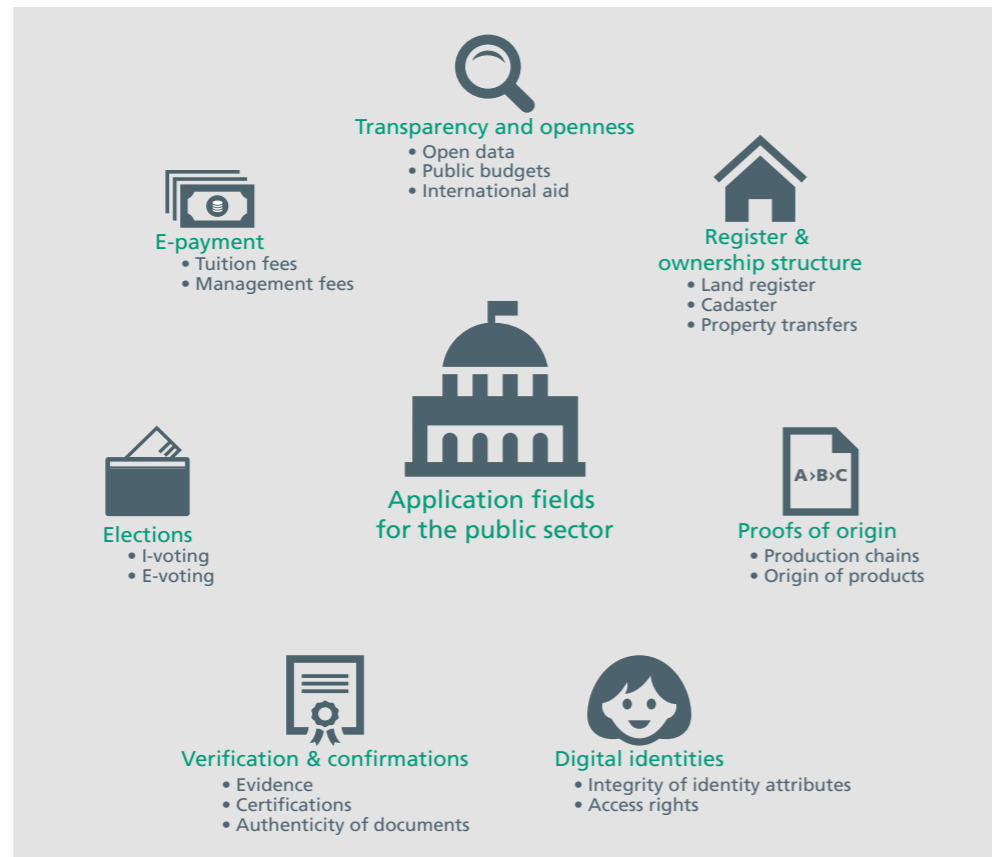 Transparency and openness
• Open data
• Public budgets
• International aid
E-payment
• Tuition fees
• Management fees
Register &
ownership structure
• Land register
• Cadaster
• Property transfers
Application fields
for the public sector
Elections
• I-voting
• E-voting
A›B›C
Proofs of origin
• Production chains
• Origin of products
Verification & confirmations
• Evidence
• Certifications
• Authenticity of documents
Digital identities
• Integrity of identity attributes
• Access rights